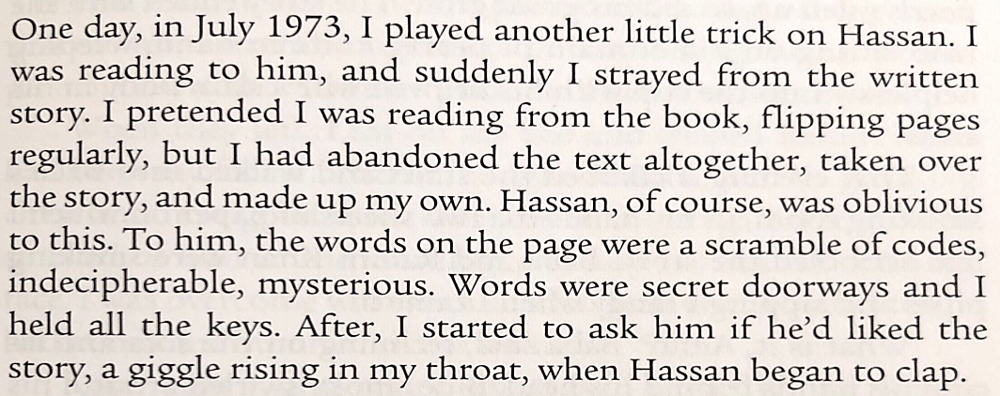 One day, in July 1973, I played another little trick on Hassan. I
was reading to him, and suddenly I strayed from the written
story. I pretended I was reading from the book, flipping pages
regularly, but I had abandoned the text altogether, taken over
the story, and made up my own. Hassan, of course, was oblivious
to this. To him, the words on the page were a scramble of codes,
indecipherable, mysterious. Words were secret doorways and I
held all the keys. After, I started to ask him if he’d liked the
story, a giggle rising in my throat, when Hassan began to clap.